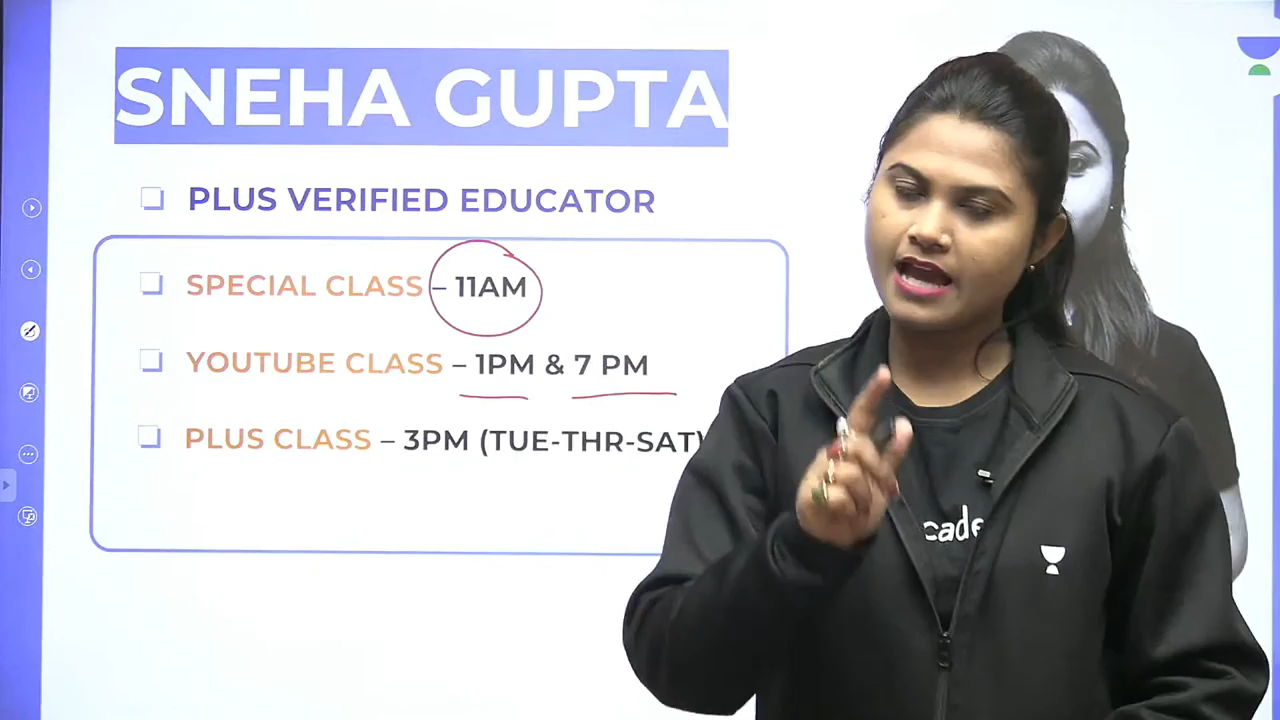 SNEHA GUPTA
PLUS VERIFIED EDUCATOR
SPECIAL CLASS – 11AM
YOUTUBE CLASS – 1PM & 7 PM
PLUS CLASS – 3PM (TUE-THR-SAT)
cade